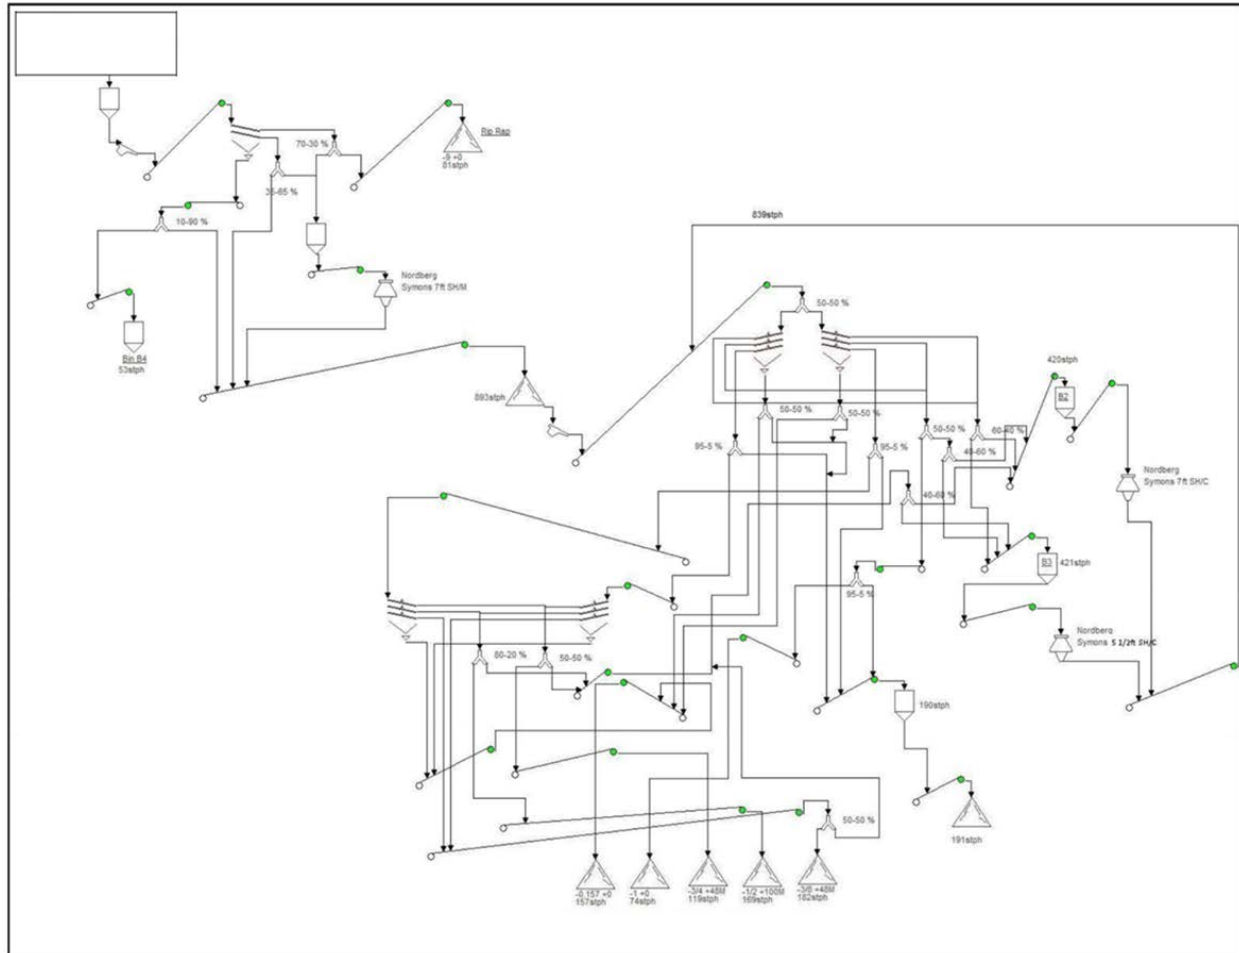 Rip Rap
70-30 %
-9 +0
81stph
35-65 %
10-90 %
839stph
Nordberg
Symons 7ft SH/M
50-50 %
Bin B4
53stph
420stph
893stph
B2
50-50 %
50-50 %
50-50 %
60-40 %
95-5 %
95-5 %
40-60 %
Nordberg
Symons 7ft SH/C
40-60 %
B3
421stph
95-5 %
Nordberg
Symons 5 1/2ft SH/C
80-20 %
50-50 %
190stph
50-50 %
191stph
-0.157 +0
157stph
-1 +0
74stph
-3/4 +48M
119stph
-1/2 +100M
169stph
-3/8 +48M
182stph